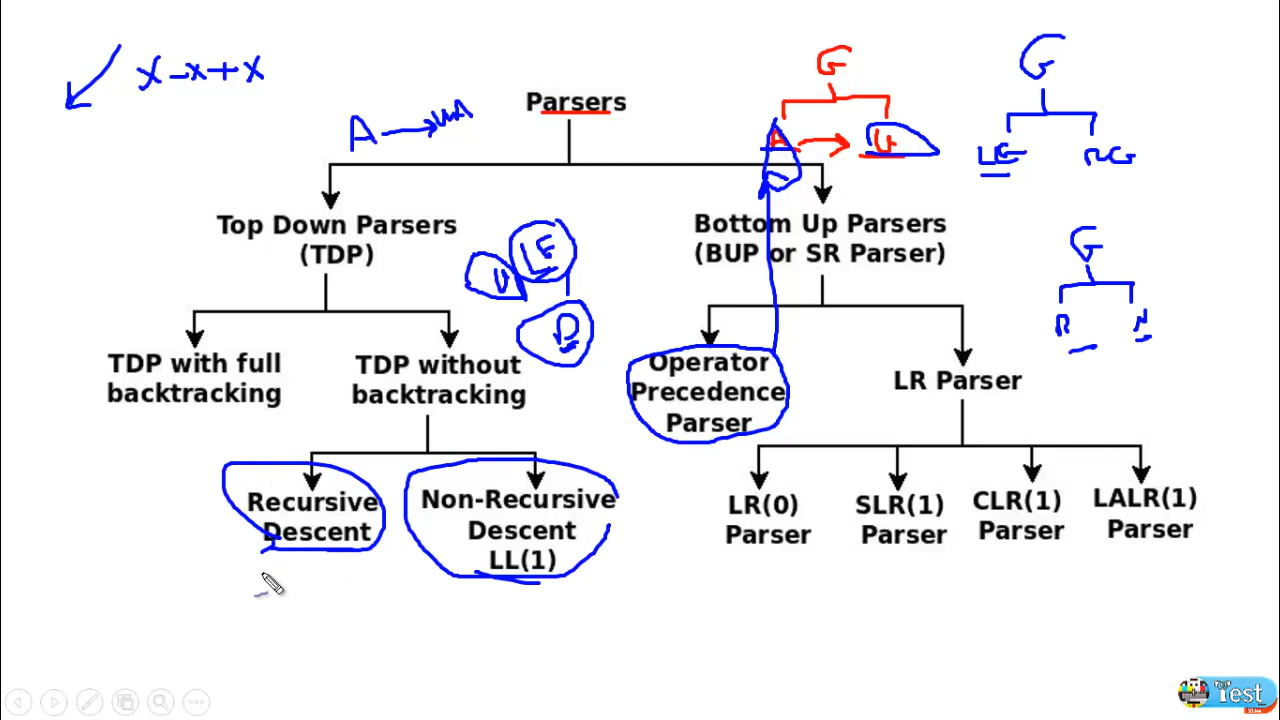 X -x+x
G
G
Parsers
A → A
A → U
LG RG
Top Down Parsers
(TDP)
Bottom Up Parsers
(BUP or SR Parser)
G
U
D
R N
TDP with full
backtracking
TDP without
backtracking
Operator
Precedence
Parser
LR Parser
Recursive
Descent
Non-Recursive
Descent
LL(1)
LR(0)
Parser
SLR(1)
Parser
CLR(1)
Parser
LALR(1)
Parser
Test